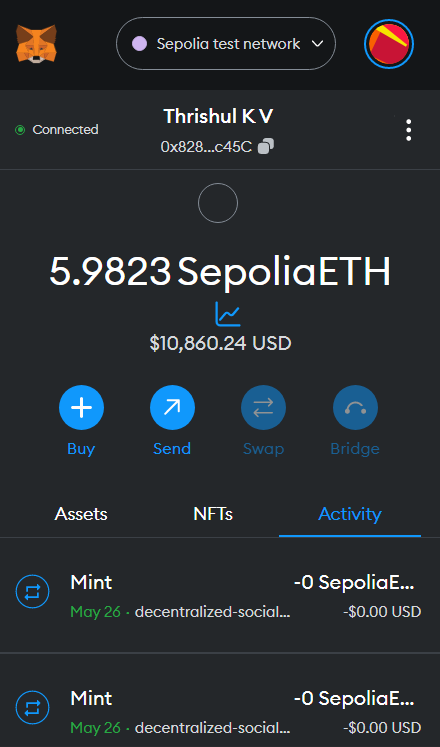 Sepolia test network
Connected
Thrishul K V
0x828...c45C
5.9823 SepoliaETH
$10,860.24 USD
Buy Send Swap Bridge
Assets NFTs Activity
Mint -0 SepoliaE...
May 26 · decentralized-social... -$0.00 USD
Mint -0 SepoliaE...
May 26 · decentralized-social... -$0.00 USD